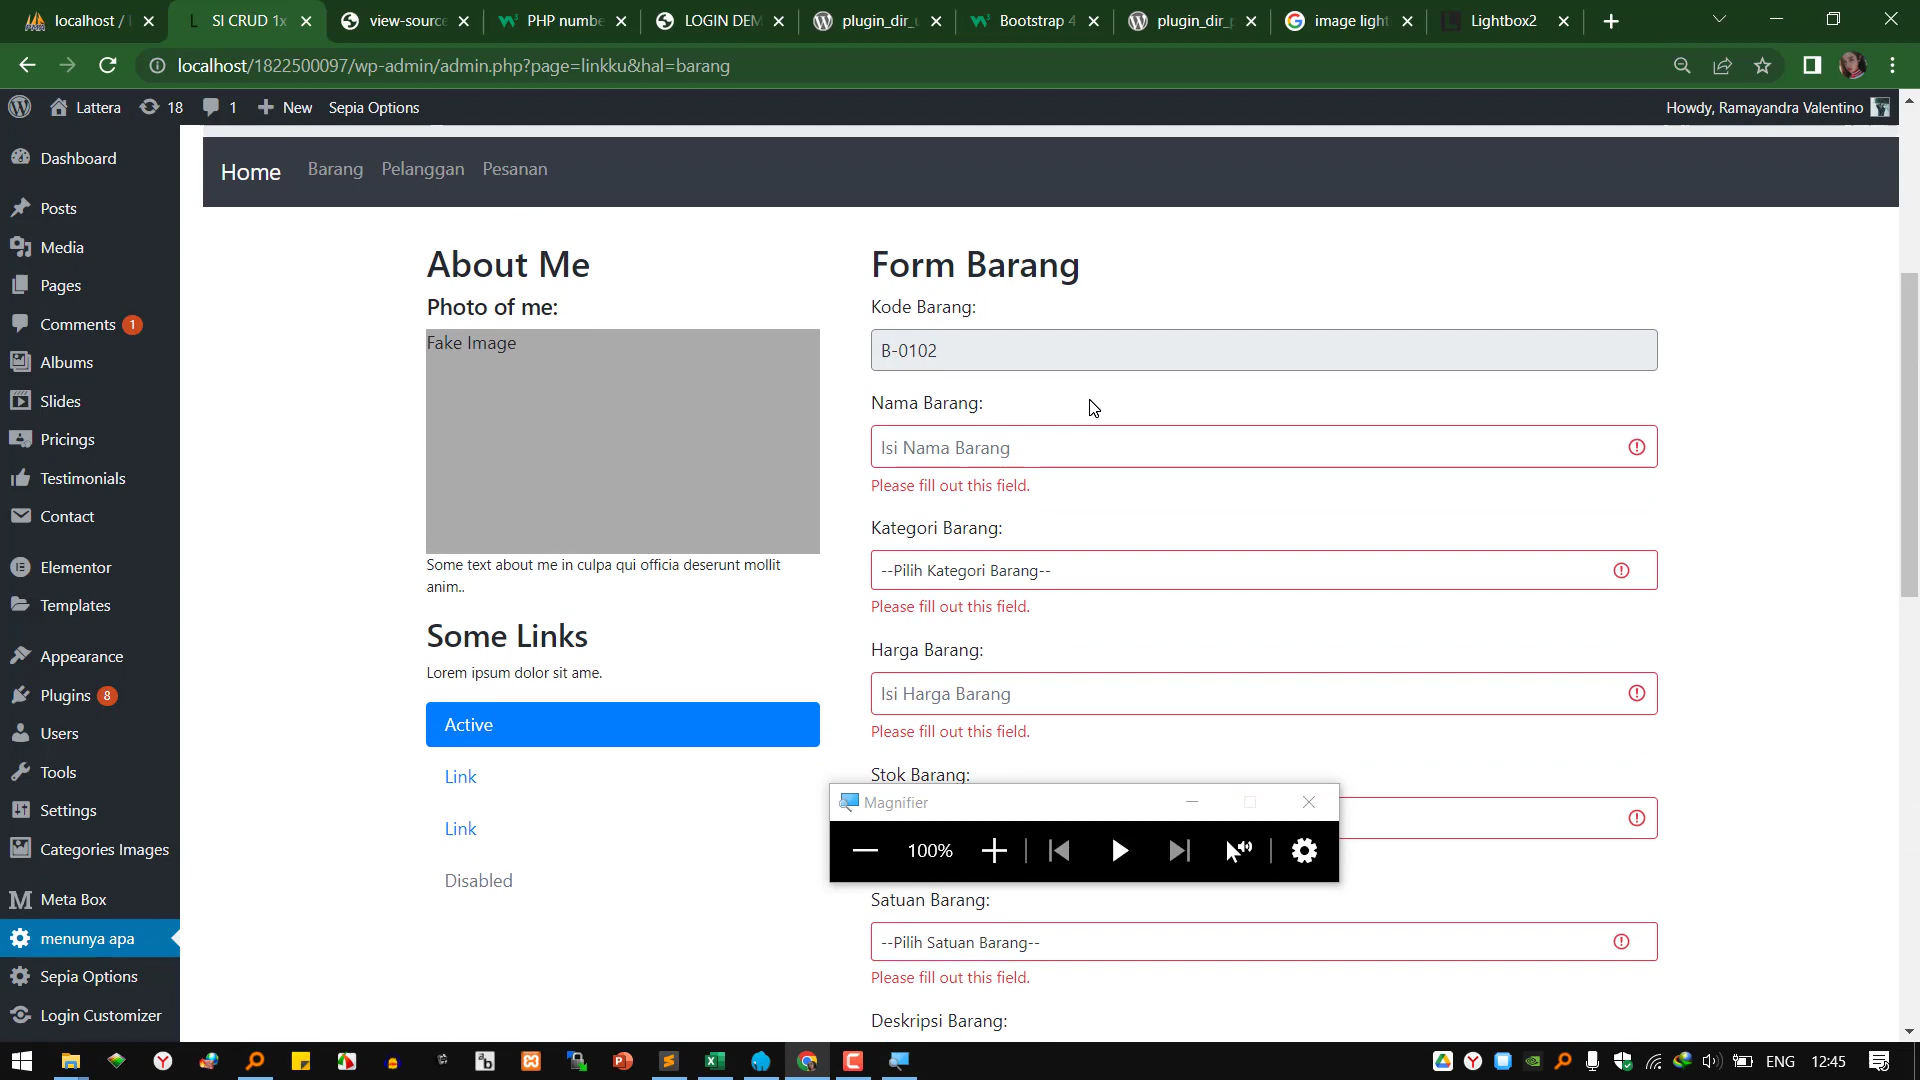 localhost /
SI CRUD 1x
view-source
PHP numbe
LOGIN DEM
plugin_dir_u
Bootstrap 4
plugin_dir_p
image light
Lightbox2
localhost/1822500097/wp-admin/admin.php?page=linkku&hal=barang
Lattera 18 1 New Sepia Options
Howdy, Ramayandra Valentino
Dashboard
Posts
Media
Pages
Comments 1
Albums
Slides
Pricings
Testimonials
Contact
Elementor
Templates
Appearance
Plugins 8
Users
Tools
Settings
Categories Images
Meta Box
menunya apa
Sepia Options
Login Customizer
Home Barang Pelanggan Pesanan
About Me
Photo of me:
Fake Image
Some text about me in culpa qui officia deserunt mollit
anim..
Some Links
Lorem ipsum dolor sit ame.
Active
Link
Link
Disabled
Form Barang
Kode Barang:
B-0102
Nama Barang:
Isi Nama Barang
Please fill out this field.
Kategori Barang:
--Pilih Kategori Barang--
Please fill out this field.
Harga Barang:
Isi Harga Barang
Please fill out this field.
Stok Barang:
Magnifier
100%
Satuan Barang:
--Pilih Satuan Barang--
Please fill out this field.
Deskripsi Barang:
ENG 12:45